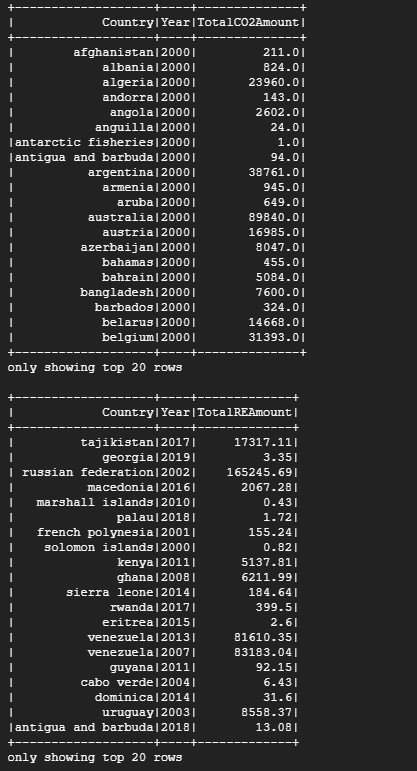 +-------------------+----+--------------+
|            Country|Year|TotalCO2Amount|
+-------------------+----+--------------+
|        afghanistan|2000|         211.0|
|            albania|2000|         824.0|
|            algeria|2000|       23960.0|
|            andorra|2000|         143.0|
|             angola|2000|        2602.0|
|           anguilla|2000|          24.0|
|antarctic fisheries|2000|           1.0|
|antigua and barbuda|2000|          94.0|
|          argentina|2000|       38761.0|
|            armenia|2000|         945.0|
|              aruba|2000|         649.0|
|          australia|2000|       89840.0|
|            austria|2000|       16985.0|
|         azerbaijan|2000|        8047.0|
|            bahamas|2000|         455.0|
|            bahrain|2000|        5084.0|
|         bangladesh|2000|        7600.0|
|           barbados|2000|         324.0|
|            belarus|2000|       14668.0|
|            belgium|2000|       31393.0|
+-------------------+----+--------------+
only showing top 20 rows
+-------------------+----+-------------+
|            Country|Year|TotalREAmount|
+-------------------+----+-------------+
|         tajikistan|2017|     17317.11|
|            georgia|2019|         3.35|
| russian federation|2002|    165245.69|
|          macedonia|2016|      2067.28|
|   marshall islands|2010|         0.43|
|              palau|2018|         1.72|
|   french polynesia|2001|       155.24|
|    solomon islands|2000|         0.82|
|              kenya|2011|      5137.81|
|              ghana|2008|      6211.99|
|       sierra leone|2014|       184.64|
|             rwanda|2017|        399.5|
|            eritrea|2015|          2.6|
|          venezuela|2013|     81610.35|
|          venezuela|2007|     83183.04|
|             guyana|2011|        92.15|
|         cabo verde|2004|         6.43|
|           dominica|2014|         31.6|
|            uruguay|2003|      8558.37|
|antigua and barbuda|2018|        13.08|
+-------------------+----+-------------+
only showing top 20 rows